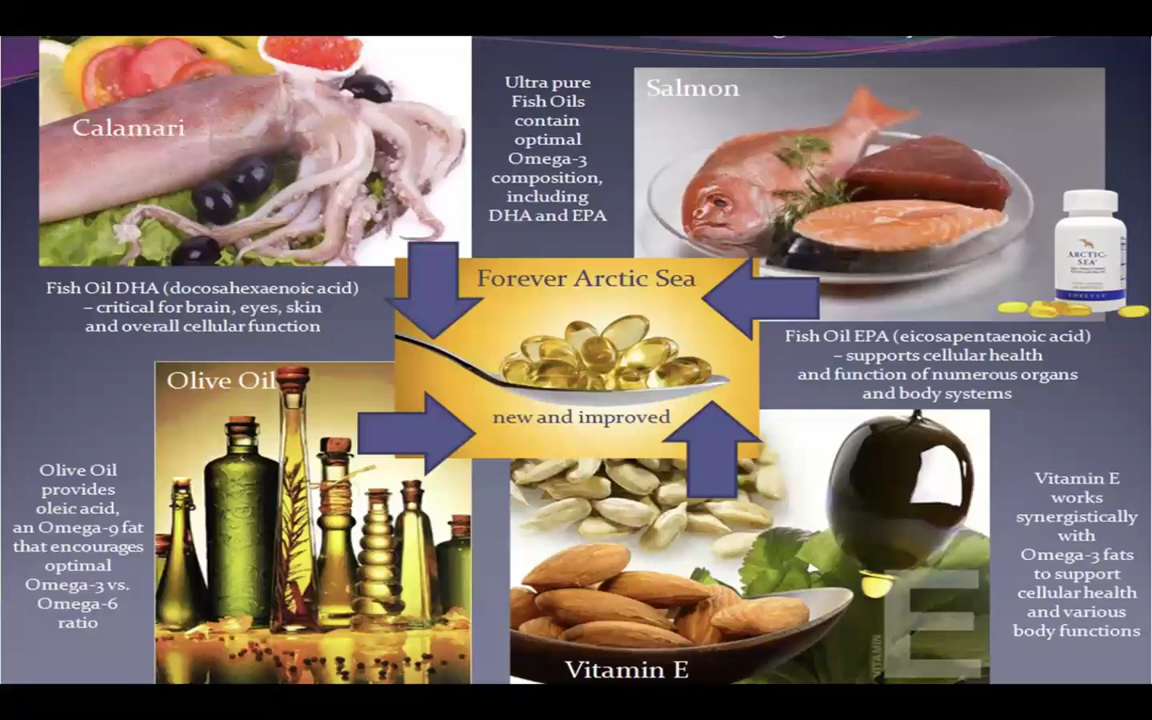 Calamari
Ultra pure
Fish Oils
contain
optimal
Omega-3
composition,
including
DHA and EPA
Salmon
ARCTIC-
SEA
FOREVER
Fish Oil DHA (docosahexaenoic acid)
– critical for brain, eyes, skin
and overall cellular function
Forever Arctic Sea
new and improved
Fish Oil EPA (eicosapentaenoic acid)
– supports cellular health
and function of numerous organs
and body systems
Olive Oil
Olive Oil
provides
oleic acid,
an Omega-9 fat
that encourages
optimal
Omega-3 vs.
Omega-6
ratio
Vitamin E
VITAMIN
E
Vitamin E
works
synergistically
with
Omega-3 fats
to support
cellular health
and various
body functions